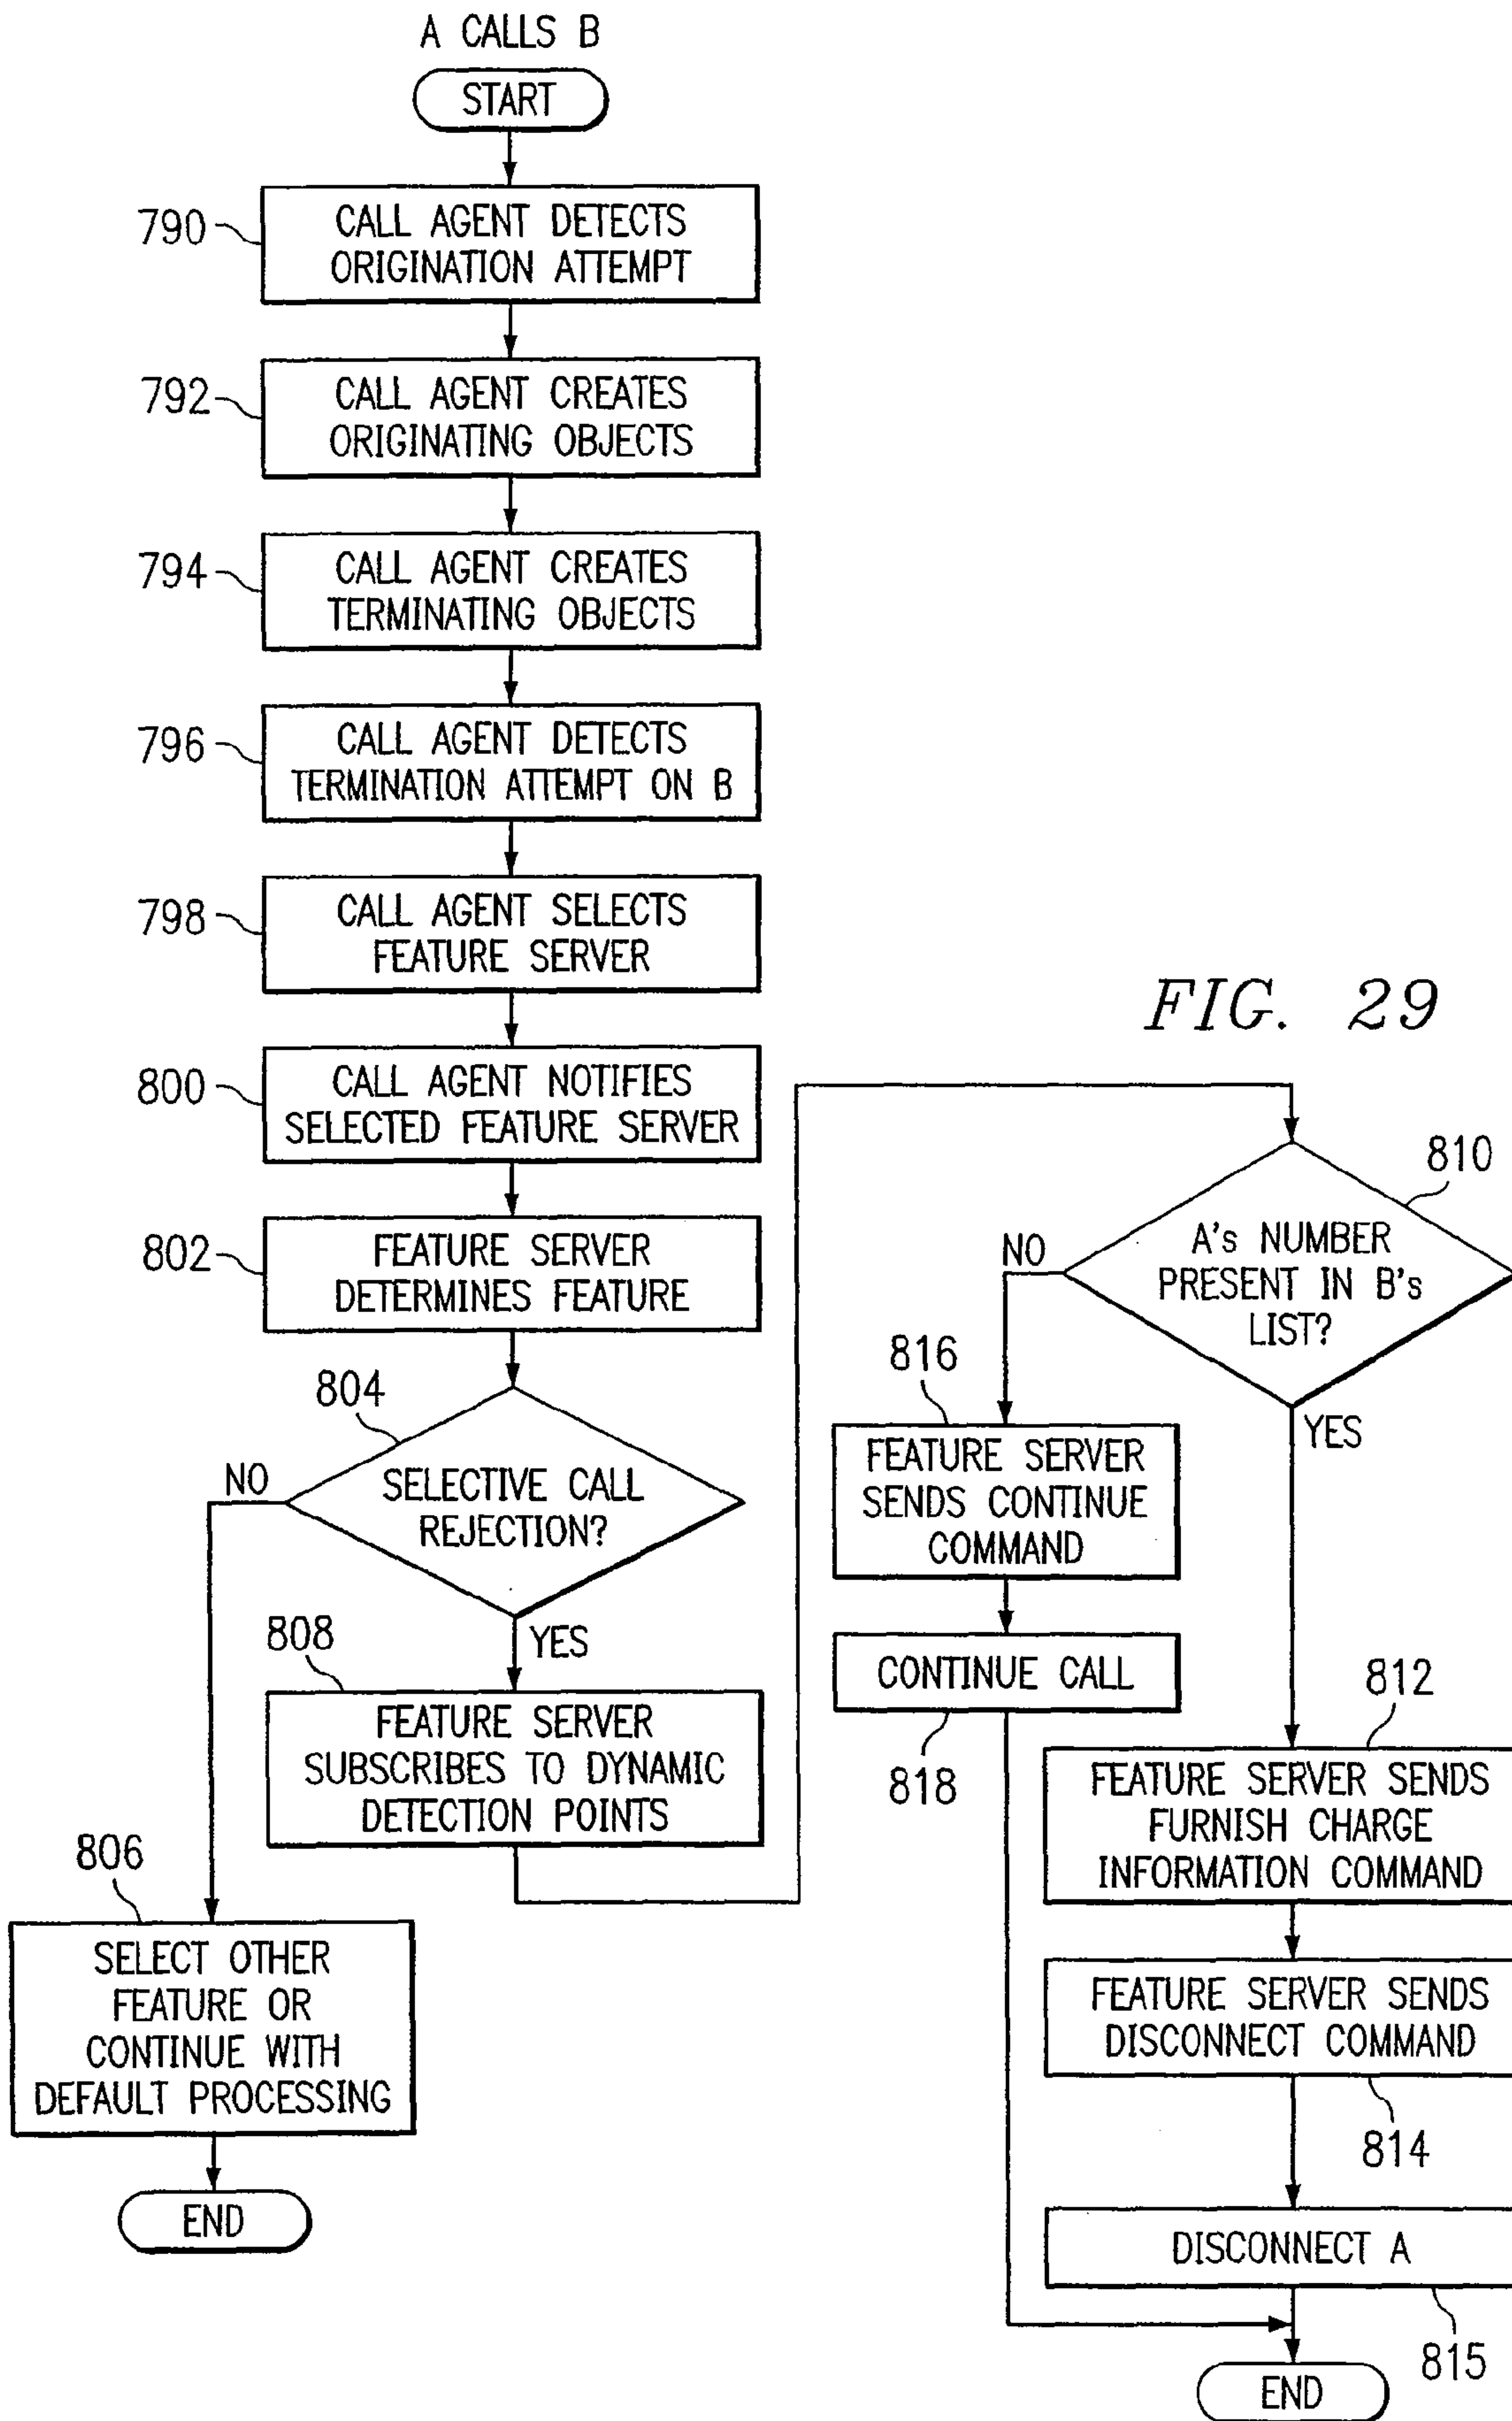 A CALLS B
START
790
CALL AGENT DETECTS
ORIGINATION ATTEMPT
792
CALL AGENT CREATES
ORIGINATING OBJECTS
794
CALL AGENT CREATES
TERMINATING OBJECTS
796
CALL AGENT DETECTS
TERMINATION ATTEMPT ON B
798
CALL AGENT SELECTS
FEATURE SERVER
800
CALL AGENT NOTIFIES
SELECTED FEATURE SERVER
802
FEATURE SERVER
DETERMINES FEATURE
804
SELECTIVE CALL
REJECTION?
NO
YES
808
FEATURE SERVER
SUBSCRIBES TO DYNAMIC
DETECTION POINTS
806
SELECT OTHER
FEATURE OR
CONTINUE WITH
DEFAULT PROCESSING
END
FIG. 29
810
A's NUMBER
PRESENT IN B's
LIST?
NO
YES
816
FEATURE SERVER
SENDS CONTINUE
COMMAND
CONTINUE CALL
818
812
FEATURE SERVER SENDS
FURNISH CHARGE
INFORMATION COMMAND
FEATURE SERVER SENDS
DISCONNECT COMMAND
814
DISCONNECT A
815
END